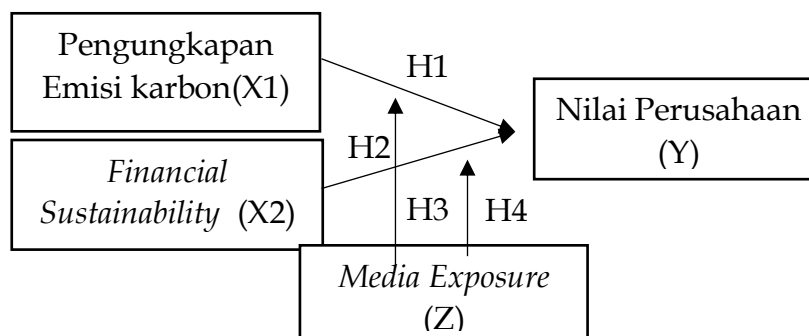 Pengungkapan
Emisi karbon(X1)
H1
Nilai Perusahaan
(Y)
H2
Financial
Sustainability (X2)
H3
H4
Media Exposure
(Z)